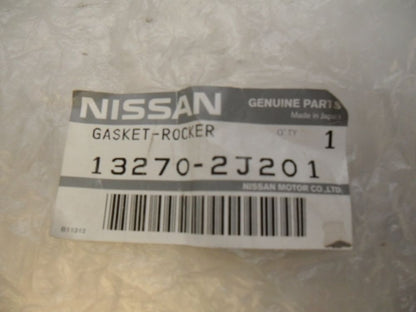 NISSAN GENUINE PARTS
Made in Japan
GASKET-ROCKER Q'TY 1
13270-2J201
NISSAN MOTOR CO.,LTD.